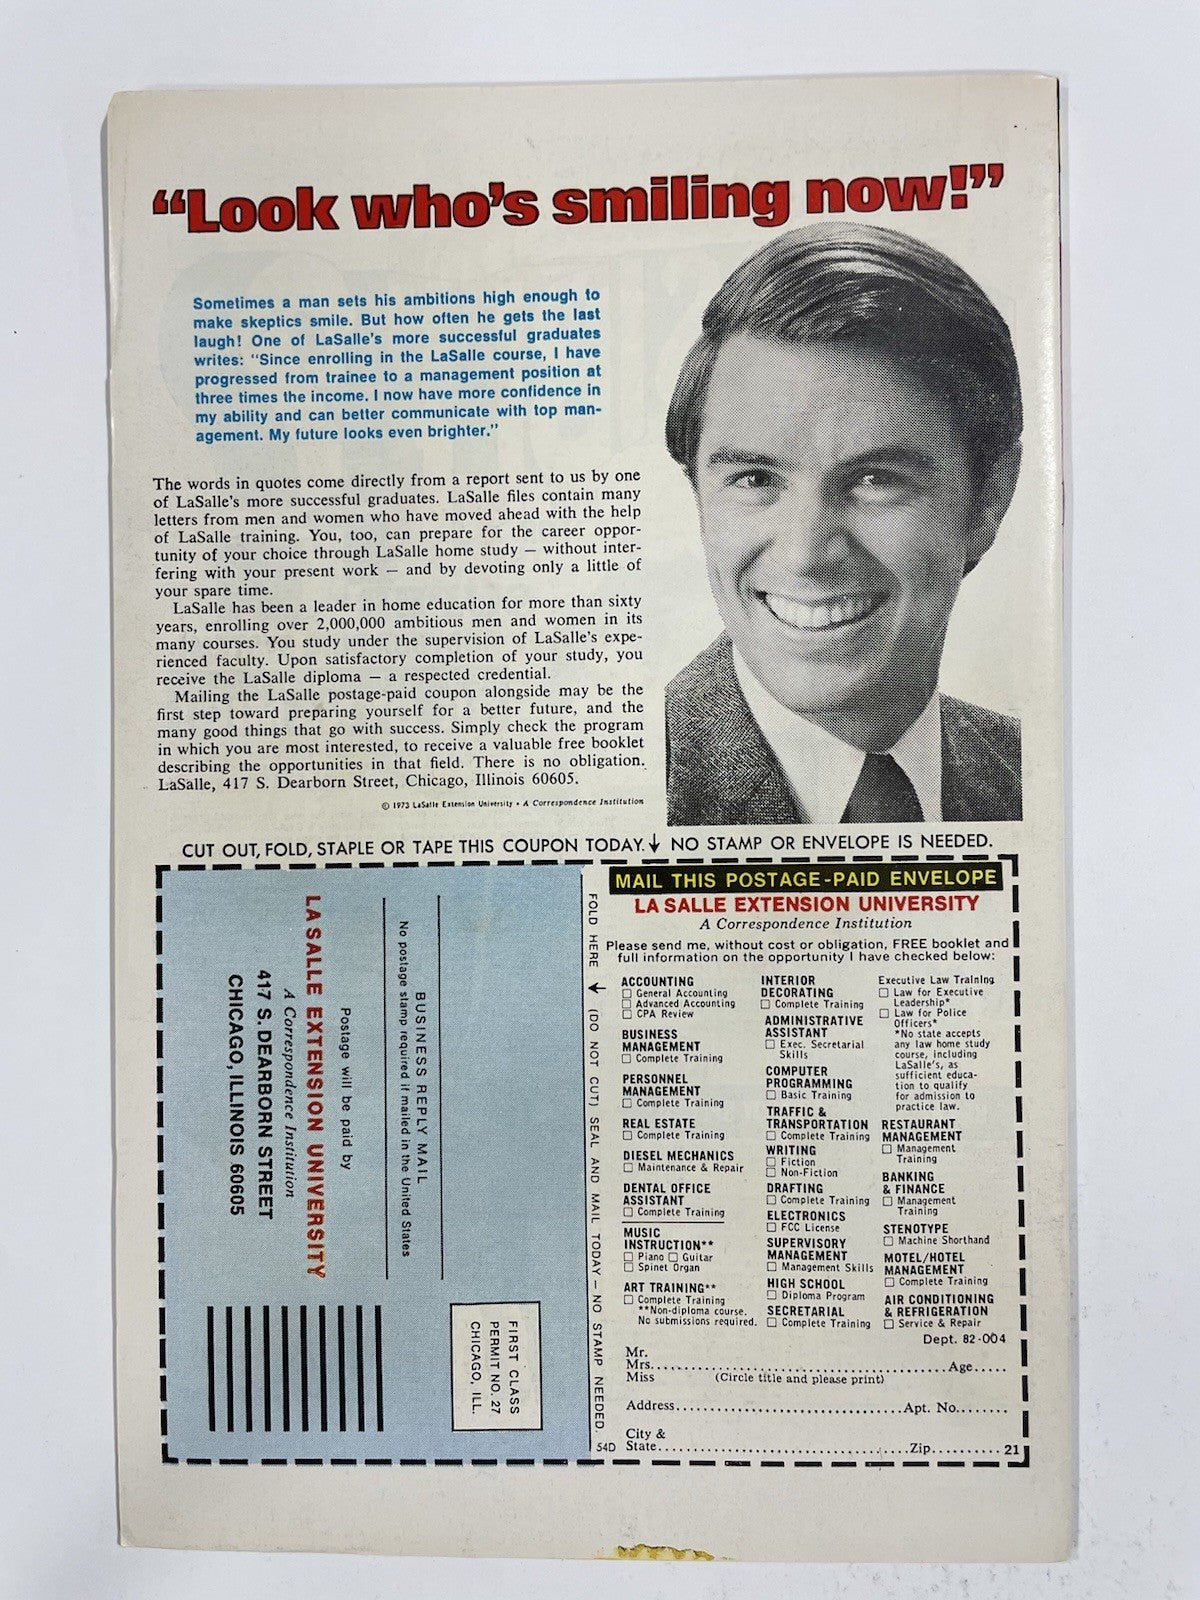 “Look who’s smiling now!”
Sometimes a man sets his ambitions high enough to
make skeptics smile. But how often he gets the last
laugh! One of LaSalle’s more successful graduates
writes: “Since enrolling in the LaSalle course, I have
progressed from trainee to a management position at
three times the income. I now have more confidence in
my ability and can better communicate with top man-
agement. My future looks even brighter.”
The words in quotes come directly from a report sent to us by one
of LaSalle’s more successful graduates. LaSalle files contain many
letters from men and women who have moved ahead with the help
of LaSalle training. You, too, can prepare for the career oppor-
tunity of your choice through LaSalle home study — without inter-
fering with your present work — and by devoting only a little of
your spare time.
LaSalle has been a leader in home education for more than sixty
years, enrolling over 2,000,000 ambitious men and women in its
many courses. You study under the supervision of LaSalle’s expe-
rienced faculty. Upon satisfactory completion of your study, you
receive the LaSalle diploma — a respected credential.
Mailing the LaSalle postage-paid coupon alongside may be the
first step toward preparing yourself for a better future, and the
many good things that go with success. Simply check the program
in which you are most interested, to receive a valuable free booklet
describing the opportunities in that field. There is no obligation.
LaSalle, 417 S. Dearborn Street, Chicago, Illinois 60605.
© 1973 LaSalle Extension University • A Correspondence Institution
CUT OUT, FOLD, STAPLE OR TAPE THIS COUPON TODAY. ↓ NO STAMP OR ENVELOPE IS NEEDED.
FIRST CLASS
PERMIT NO. 27
CHICAGO, ILL.
BUSINESS REPLY MAIL
No postage stamp required if mailed in the United States
Postage will be paid by
LA SALLE EXTENSION UNIVERSITY
A Correspondence Institution
417 S. DEARBORN STREET
CHICAGO, ILLINOIS 60605
FOLD HERE ↓ (DO NOT CUT) SEAL AND MAIL TODAY — NO STAMP NEEDED.
54D
MAIL THIS POSTAGE-PAID ENVELOPE
LA SALLE EXTENSION UNIVERSITY
A Correspondence Institution
Please send me, without cost or obligation, FREE booklet and
full information on the opportunity I have checked below:
ACCOUNTING
☐ General Accounting
☐ Advanced Accounting
☐ CPA Review
BUSINESS
MANAGEMENT
☐ Complete Training
PERSONNEL
MANAGEMENT
☐ Complete Training
REAL ESTATE
☐ Complete Training
DIESEL MECHANICS
☐ Maintenance & Repair
DENTAL OFFICE
ASSISTANT
☐ Complete Training
MUSIC
INSTRUCTION**
☐ Piano ☐ Guitar
☐ Spinet Organ
ART TRAINING**
☐ Complete Training
**Non-diploma course.
No submissions required.
INTERIOR
DECORATING
☐ Complete Training
ADMINISTRATIVE
ASSISTANT
☐ Exec. Secretarial
Skills
COMPUTER
PROGRAMMING
☐ Basic Training
TRAFFIC &
TRANSPORTATION
☐ Complete Training
WRITING
☐ Fiction
☐ Non-Fiction
DRAFTING
☐ Complete Training
ELECTRONICS
☐ FCC License
SUPERVISORY
MANAGEMENT
☐ Management Skills
HIGH SCHOOL
☐ Diploma Program
SECRETARIAL
☐ Complete Training
Executive Law Training
☐ Law for Executive
Leadership*
☐ Law for Police
Officers*
*No state accepts
any law home study
course, including
LaSalle’s, as
sufficient educa-
tion to qualify
for admission to
practice law.
RESTAURANT
MANAGEMENT
☐ Management
Training
BANKING
& FINANCE
☐ Management
Training
STENOTYPE
☐ Machine Shorthand
MOTEL/HOTEL
MANAGEMENT
☐ Complete Training
AIR CONDITIONING
& REFRIGERATION
☐ Service & Repair
Dept. 82-004
Mr.
Mrs. Age
Miss (Circle title and please print)
Address Apt. No.
City &
State Zip 21